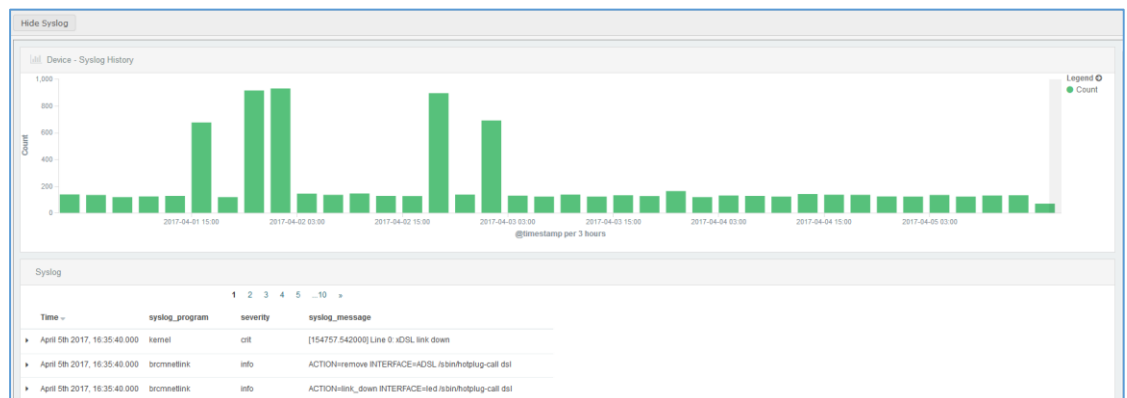 Hide Syslog
Device - Syslog History
Legend
Count
1,000
800
600
400
200
0
Count
2017-04-01 15:00 2017-04-02 03:00 2017-04-02 15:00 2017-04-03 03:00 2017-04-03 15:00 2017-04-04 03:00 2017-04-04 15:00 2017-04-05 03:00
@timestamp per 3 hours
Syslog
1 2 3 4 5 ...10 »
Time syslog_program severity syslog_message
April 5th 2017, 16:35:40.000 kernel crit [154757.542000] Line 0: xDSL link down
April 5th 2017, 16:35:40.000 brcmnetlink info ACTION=remove INTERFACE=ADSL /sbin/hotplug-call dsl
April 5th 2017, 16:35:40.000 brcmnetlink info ACTION=link_down INTERFACE=led /sbin/hotplug-call dsl